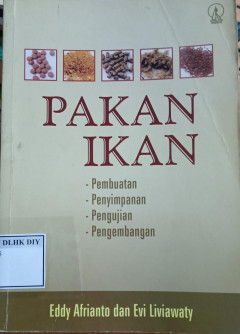 PAKAN
IKAN
- Pembuatan
- Penyimpanan
- Pengujian
- Pengembangan
DLHK DIY
Eddy Afrianto dan Evi Liviawaty